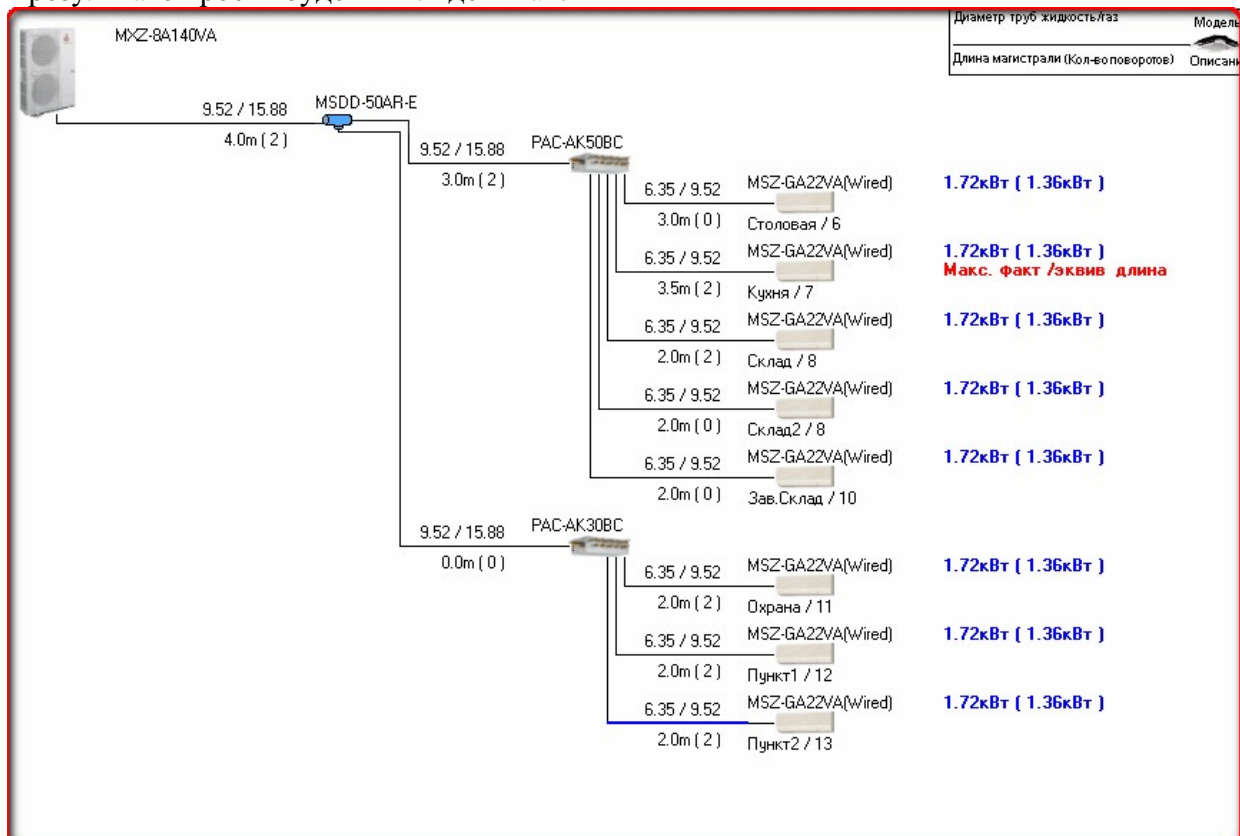 MXZ-8A140VA
Диаметр труб жидкость/газ
Модель
Длина магистрали (Кол-во поворотов)
Описани
9.52 / 15.88
MSDD-50AR-E
4.0m ( 2 )
9.52 / 15.88
PAC-AK50BC
3.0m ( 2 )
6.35 / 9.52
MSZ-GA22VA(Wired)
1.72кВт ( 1.36кВт )
3.0m ( 0 )
Столовая / 6
6.35 / 9.52
MSZ-GA22VA(Wired)
1.72кВт ( 1.36кВт )
Макс. факт /эквив длина
3.5m ( 2 )
Кухня / 7
6.35 / 9.52
MSZ-GA22VA(Wired)
1.72кВт ( 1.36кВт )
2.0m ( 2 )
Склад / 8
6.35 / 9.52
MSZ-GA22VA(Wired)
1.72кВт ( 1.36кВт )
2.0m ( 0 )
Склад2 / 8
6.35 / 9.52
MSZ-GA22VA(Wired)
1.72кВт ( 1.36кВт )
2.0m ( 0 )
Зав.Склад / 10
9.52 / 15.88
PAC-AK30BC
0.0m ( 0 )
6.35 / 9.52
MSZ-GA22VA(Wired)
1.72кВт ( 1.36кВт )
2.0m ( 2 )
Охрана / 11
6.35 / 9.52
MSZ-GA22VA(Wired)
1.72кВт ( 1.36кВт )
2.0m ( 2 )
Пункт1 / 12
6.35 / 9.52
MSZ-GA22VA(Wired)
1.72кВт ( 1.36кВт )
2.0m ( 2 )
Пункт2 / 13